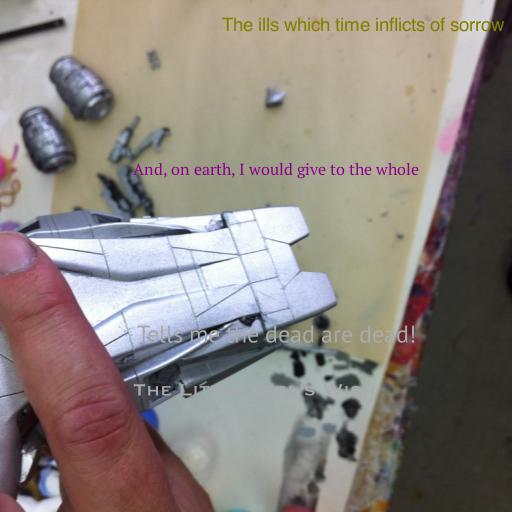 The ills which time inflicts of sorrow
And, on earth, I would give to the whole
Tells me the dead are dead!
The